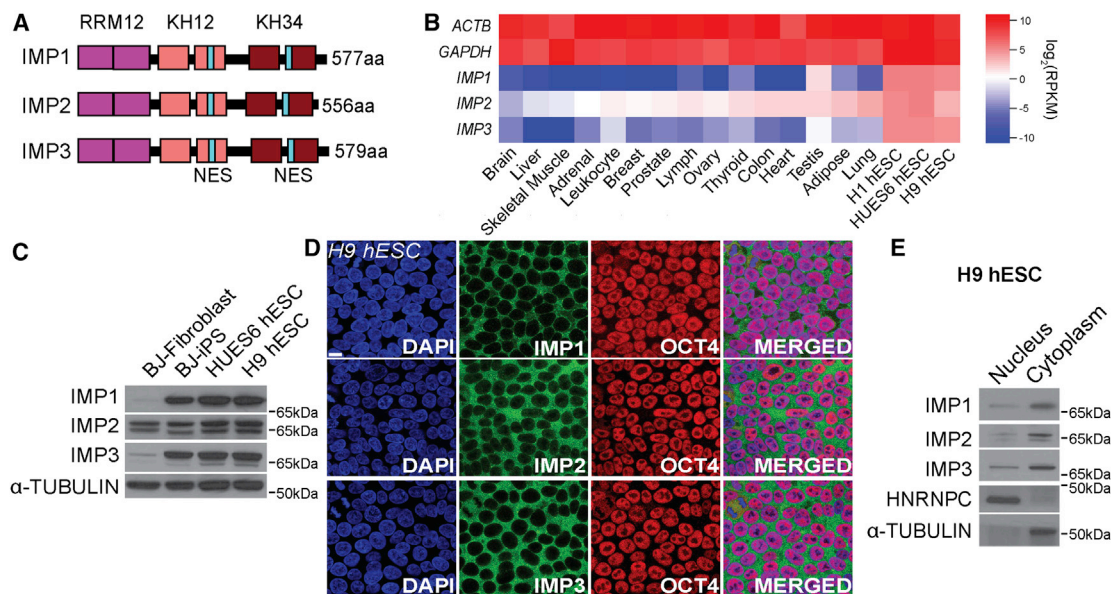 A
RRM12 KH12 KH34
IMP1 577aa
IMP2 556aa
IMP3 579aa
NES NES
B
ACTB
GAPDH
IMP1
IMP2
IMP3
Brain Liver Skeletal Muscle Adrenal Leukocyte Breast Prostate Lymph Ovary Thyroid Colon Heart Testis Adipose Lung H1 hESC HUES6 hESC H9 hESC
10
5
0
-5
-10
log2(RPKM)
C
BJ-Fibroblast BJ-iPS HUES6 hESC H9 hESC
IMP1 65kDa
IMP2 65kDa
IMP3 65kDa
α-TUBULIN 50kDa
D
H9 hESC
DAPI IMP1 OCT4 MERGED
DAPI IMP2 OCT4 MERGED
DAPI IMP3 OCT4 MERGED
E
H9 hESC
Nucleus Cytoplasm
IMP1 65kDa
IMP2 65kDa
IMP3 65kDa
HNRNPC 50kDa
α-TUBULIN 50kDa